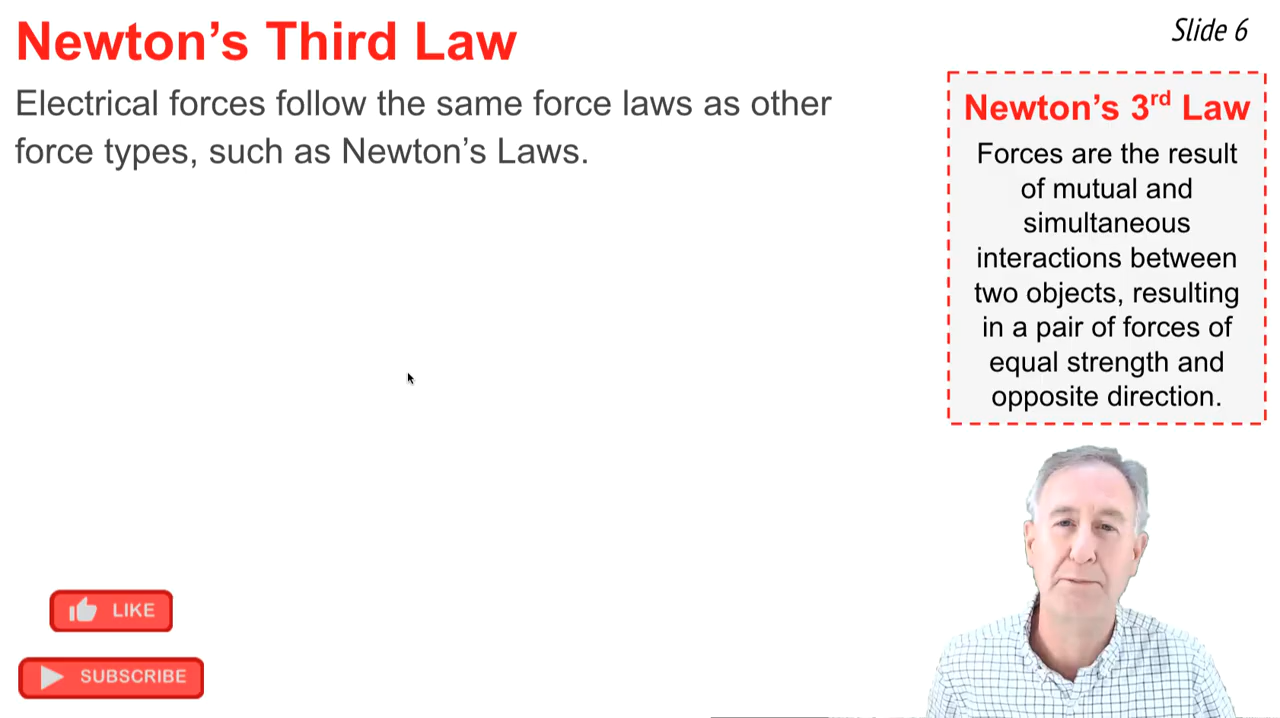 Newton's Third Law
Slide 6
Electrical forces follow the same force laws as other
force types, such as Newton's Laws.
Newton's 3rd Law
Forces are the result
of mutual and
simultaneous
interactions between
two objects, resulting
in a pair of forces of
equal strength and
opposite direction.
LIKE
SUBSCRIBE